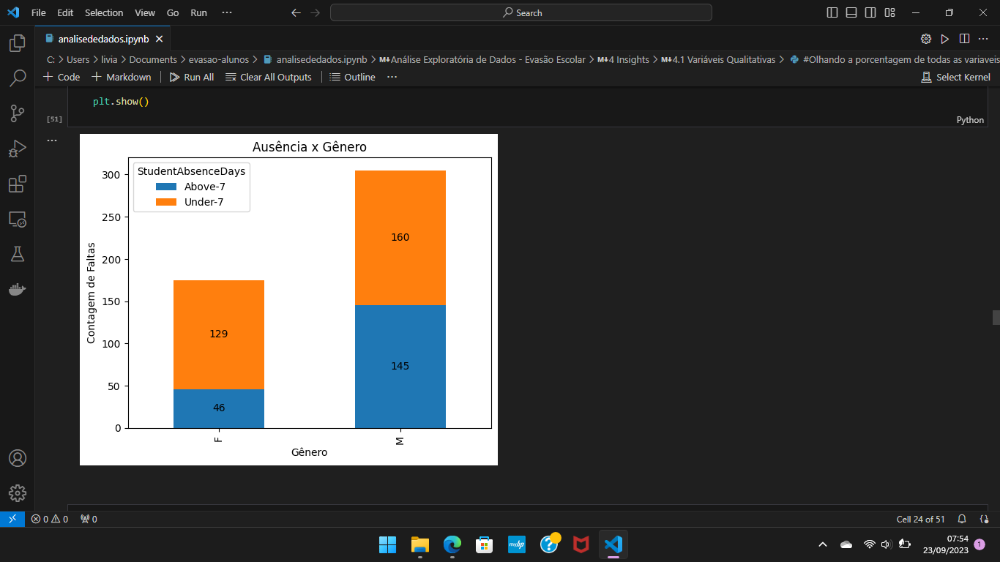 File Edit Selection View Go Run ··· Search
analisededados.ipynb
C: > Users > livia > Documents > evasao-alunos > analisededados.ipynb > M↓Análise Exploratória de Dados - Evasão Escolar > M↓4 Insights > M↓4.1 Variáveis Qualitativas > #Olhando a porcentagem de todas as variaveis
+ Code + Markdown Run All Clear All Outputs Outline ··· Select Kernel
plt.show()
[51] Python
...
Ausência x Gênero
StudentAbsenceDays
Above-7
Under-7
300
250
200
150
100
50
0
Contagem de Faltas
129
46
160
145
F
M
Gênero
0 0 0 Cell 24 of 51
myhp
07:54
23/09/2023
1